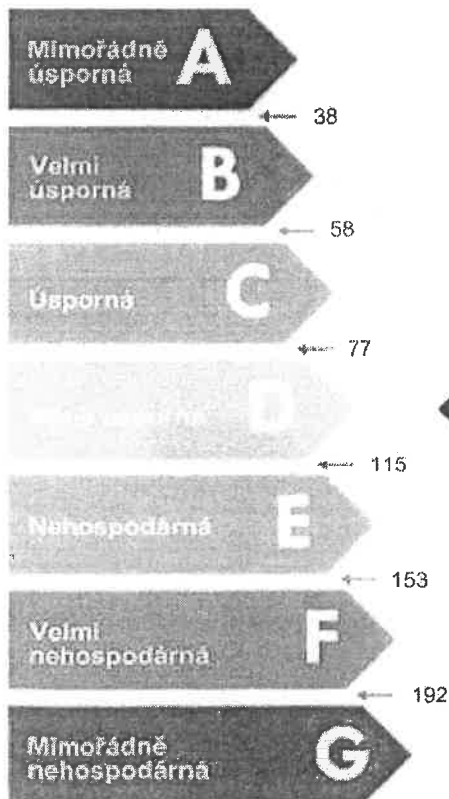 Mimořádně
úsporná
A
38
Velmi
úsporná
B
58
Úsporná
C
77
D
115
Nehospodárná
E
153
Velmi
nehospodárná
F
192
Mimořádně
nehospodárná
G